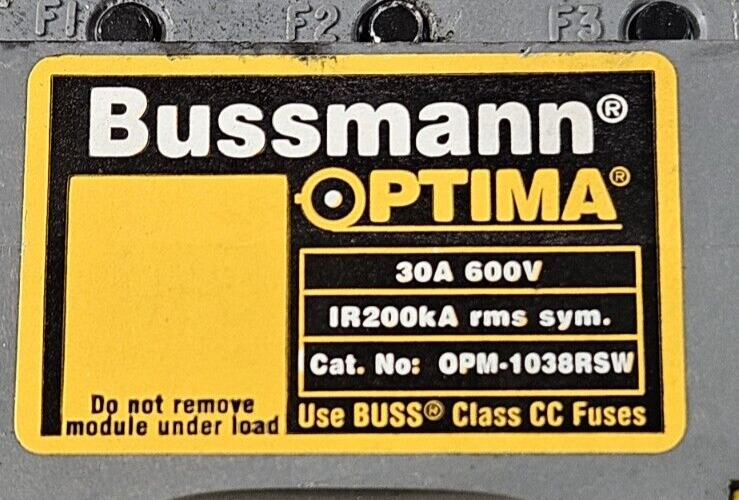 F1 F2 F3
Bussmann®
OPTIMA®
30A 600V
IR200kA rms sym.
Cat. No: OPM-1038RSW
Do not remove
module under load
Use BUSS® Class CC Fuses